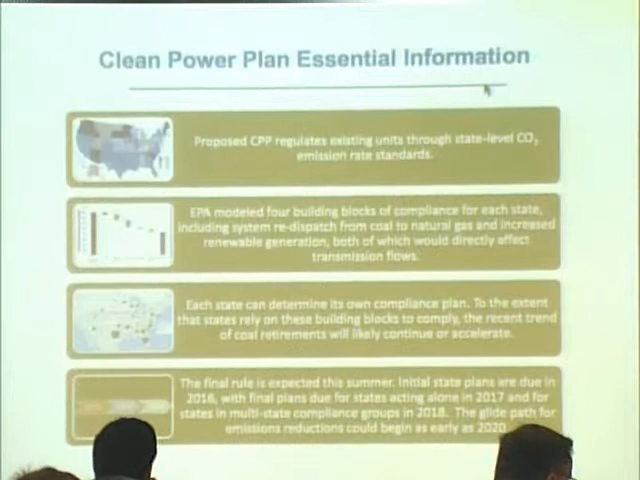 Clean Power Plan Essential Information
Proposed CPP regulates existing units through state-level CO₂
emission rate standards.
EPA modeled four building blocks of compliance for each state,
including system re-dispatch from coal to natural gas and increased
renewable generation, both of which would directly affect
transmission flows.
Each state can determine its own compliance plan. To the extent
that states rely on these building blocks to comply, the recent trend
of coal retirements will likely continue or accelerate.
The final rule is expected this summer. Initial state plans are due in
2016, with final plans due for states acting alone in 2017 and for
states in multi-state compliance groups in 2018. The glide path for
emissions reductions could begin as early as 2020